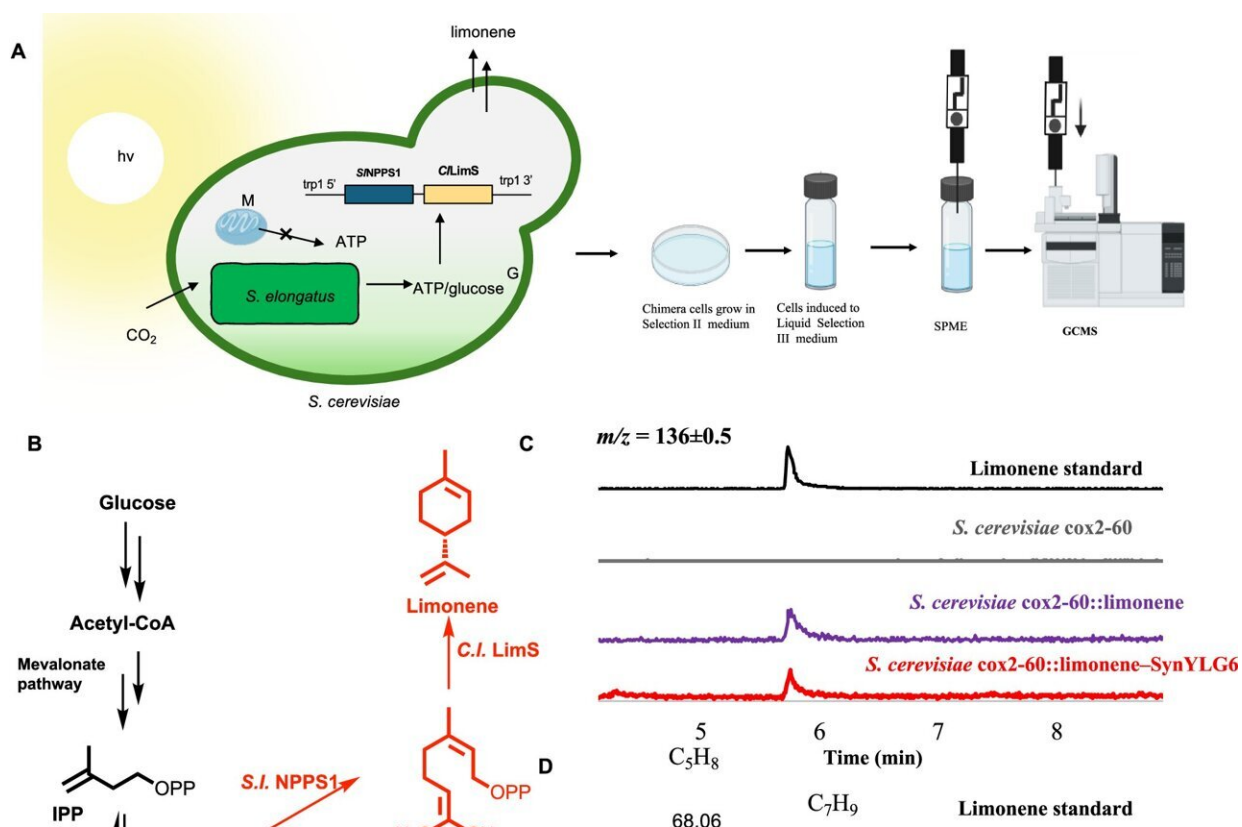 A
limonene
hv
SlNPPS1
ClLimS
trp1 5'
trp1 3'
M
ATP
S. elongatus
ATP/glucose
G
CO2
S. cerevisiae
Chimera cells grow in
Selection II medium
Cells induced to
Liquid Selection
III medium
SPME
GCMS
B
Glucose
Acetyl-CoA
Mevalonate
pathway
OPP
IPP
S.l. NPPS1
Limonene
C.l. LimS
OPP
C
m/z = 136±0.5
Limonene standard
S. cerevisiae cox2-60
S. cerevisiae cox2-60::limonene
S. cerevisiae cox2-60::limonene–SynYLG6
5 6 7 8
Time (min)
D
C5H8
C7H9
Limonene standard
68.06